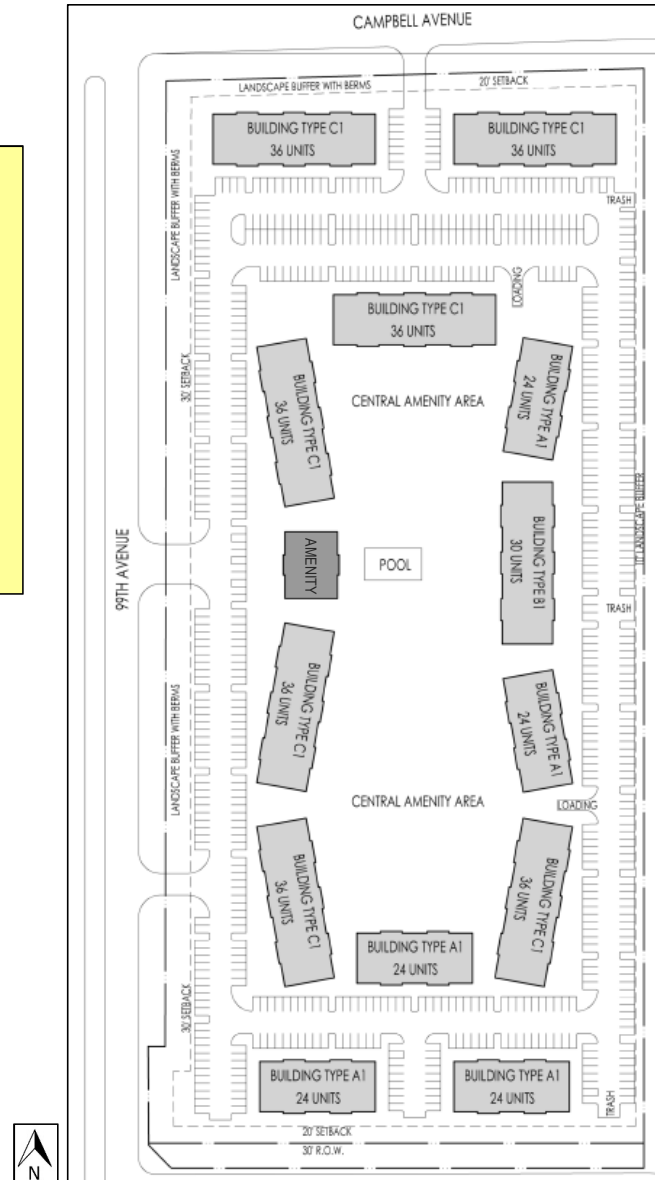 CAMPBELL AVENUE
LANDSCAPE BUFFER WITH BERMS
20' SETBACK
BUILDING TYPE C1
36 UNITS
BUILDING TYPE C1
36 UNITS
LANDSCAPE BUFFER WITH BERMS
TRASH
LOADING
BUILDING TYPE C1
36 UNITS
30' SETBACK
BUILDING TYPE C1
36 UNITS
CENTRAL AMENITY AREA
BUILDING TYPE A1
24 UNITS
99TH AVENUE
AMENITY
POOL
BUILDING TYPE B1
30 UNITS
LANDSCAPE BUFFER
TRASH
BUILDING TYPE C1
36 UNITS
BUILDING TYPE A1
24 UNITS
LANDSCAPE BUFFER WITH BERMS
CENTRAL AMENITY AREA
LOADING
BUILDING TYPE C1
36 UNITS
BUILDING TYPE C1
36 UNITS
BUILDING TYPE A1
24 UNITS
30' SETBACK
BUILDING TYPE A1
24 UNITS
BUILDING TYPE A1
24 UNITS
TRASH
20' SETBACK
30' R.O.W.
N